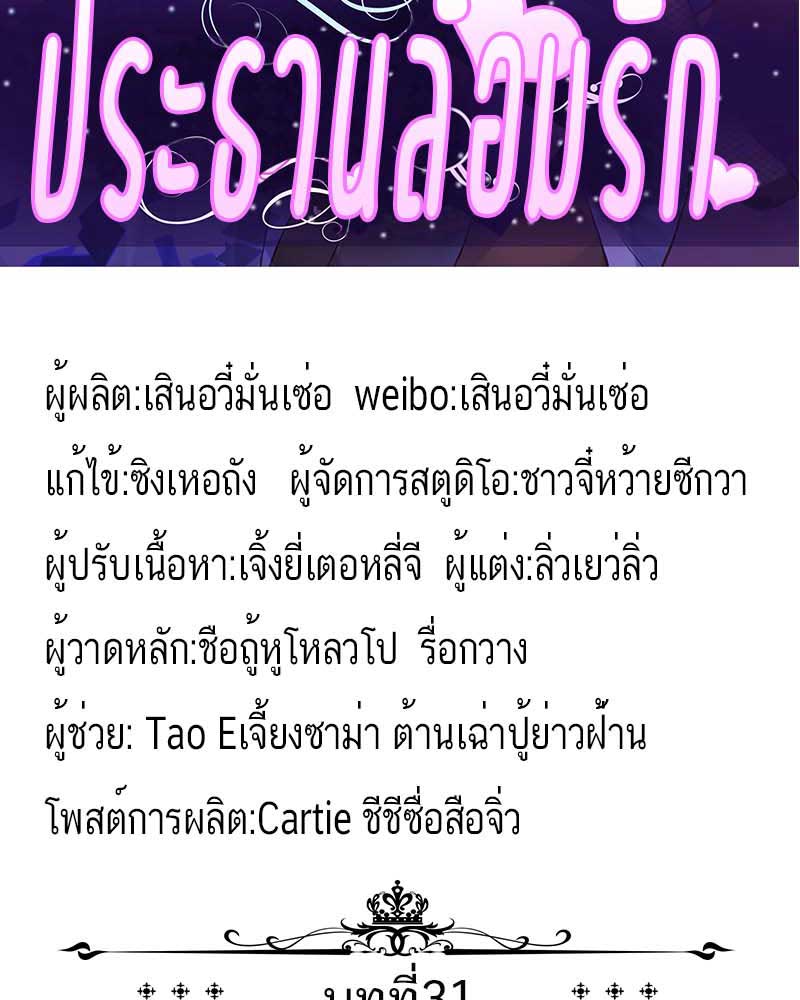 ประธานล่อมรัก
ผู้ผลิต:เสินอวี๋มั่นเซ่อ weibo:เสินอวี๋มั่นเซ่อ
แก้ไข้:ซิงเหอถัง ผู้จัดการสตูดิโอ:ชาวจี๋หว้ายซีกวา
ผู้ปรับเนื้อหา:เจิ้งยี่เตอหลี่จี ผู้แต่ง:ลิ่วเยว่ลิ่ว
ผู้วาดหลัก:ชือถู้หูโหลวโป รื่อกวาง
ผู้ช่วย: Tao Eเจี้ยงซาม่า ต้านเฉ่าปู้ย่าวฝ้าน
โพสต์การผลิต:Cartie ชีชีซื่อสือจิ่ว
บทที่31